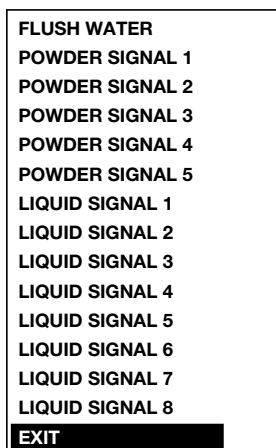 FLUSH WATER
POWDER SIGNAL 1
POWDER SIGNAL 2
POWDER SIGNAL 3
POWDER SIGNAL 4
POWDER SIGNAL 5
LIQUID SIGNAL 1
LIQUID SIGNAL 2
LIQUID SIGNAL 3
LIQUID SIGNAL 4
LIQUID SIGNAL 5
LIQUID SIGNAL 6
LIQUID SIGNAL 7
LIQUID SIGNAL 8
EXIT